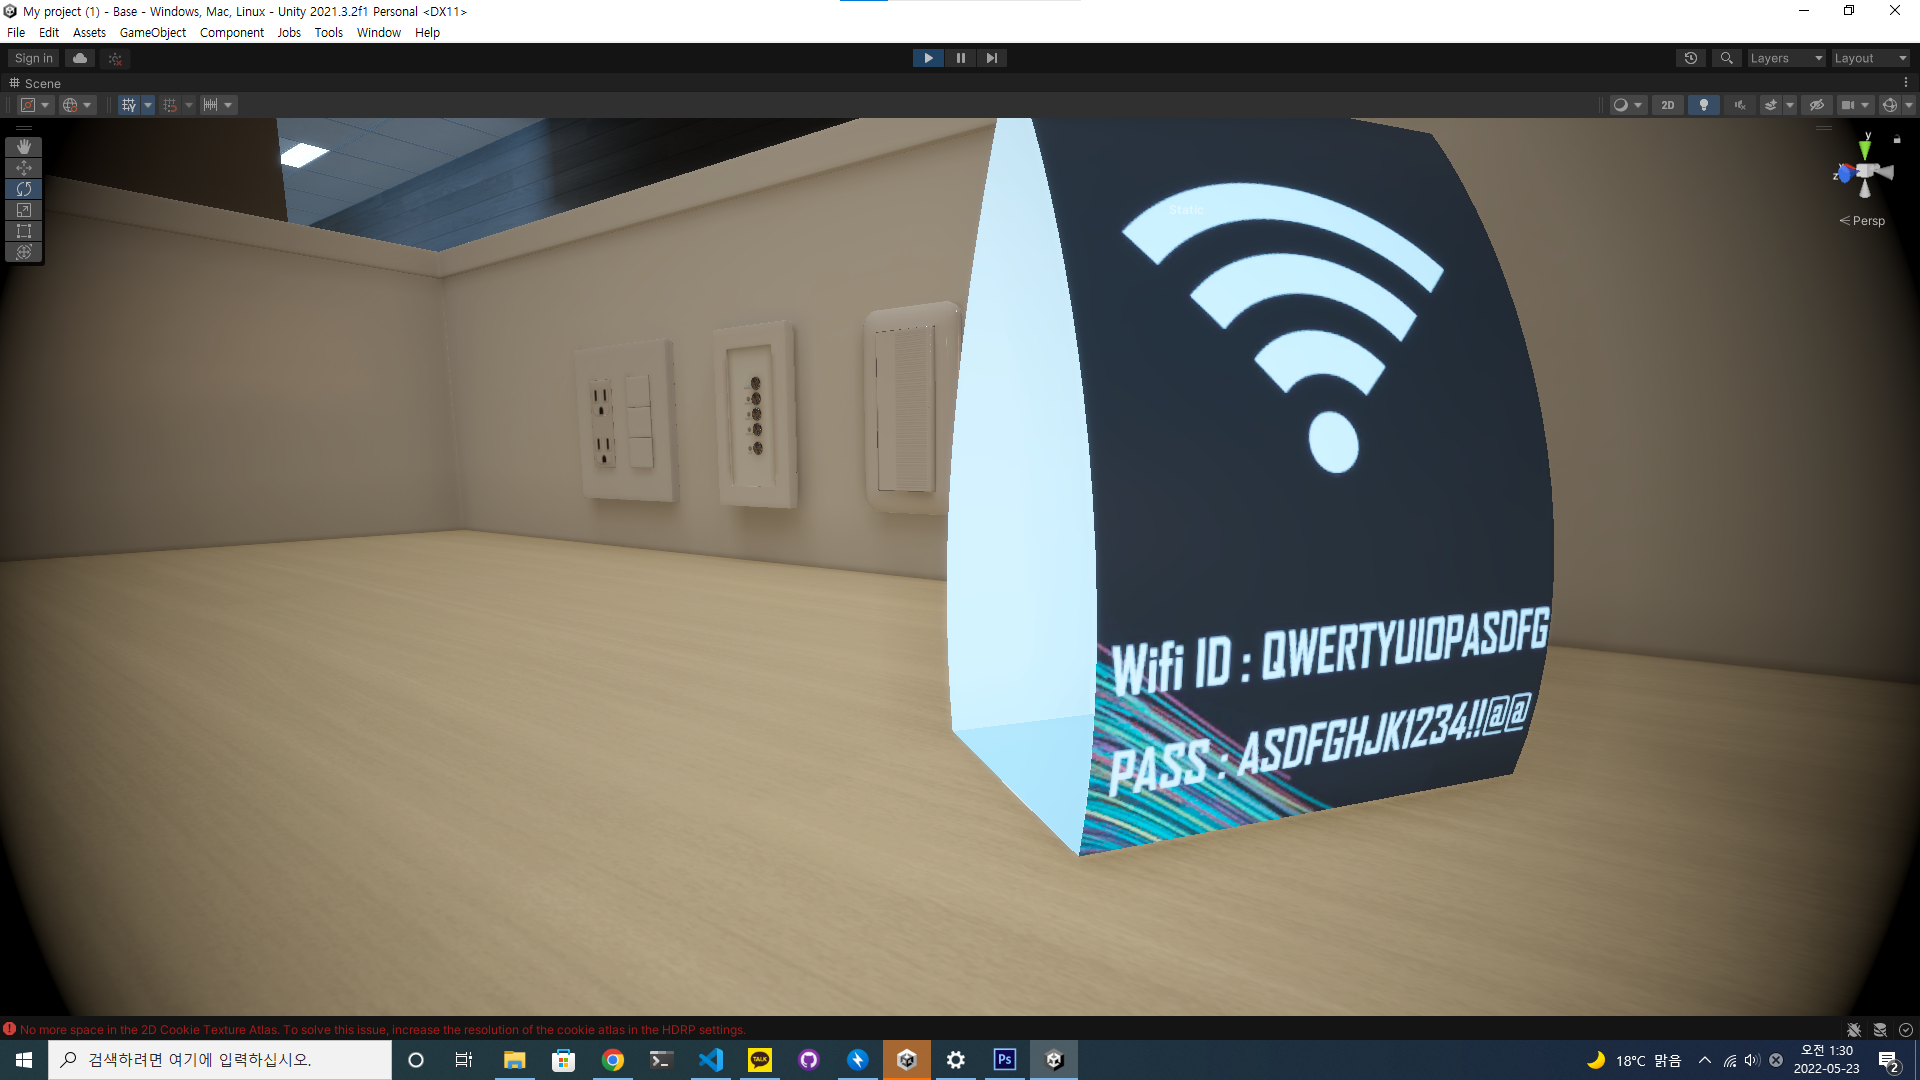 My project (1) - Base - Windows, Mac, Linux - Unity 2021.3.2f1 Personal <DX11>
File Edit Assets GameObject Component Jobs Tools Window Help
Sign in
Layers
Layout
Scene
2D
y
z
Persp
Static
Wifi ID : QWERTYUIOPASDFG
PASS : ASDFGHJK1234!!@@
No more space in the 2D Cookie Texture Atlas. To solve this issue, increase the resolution of the cookie atlas in the HDRP settings.
검색하려면 여기에 입력하십시오.
TALK
Ps
18°C 맑음
오전 1:30
2022-05-23
2